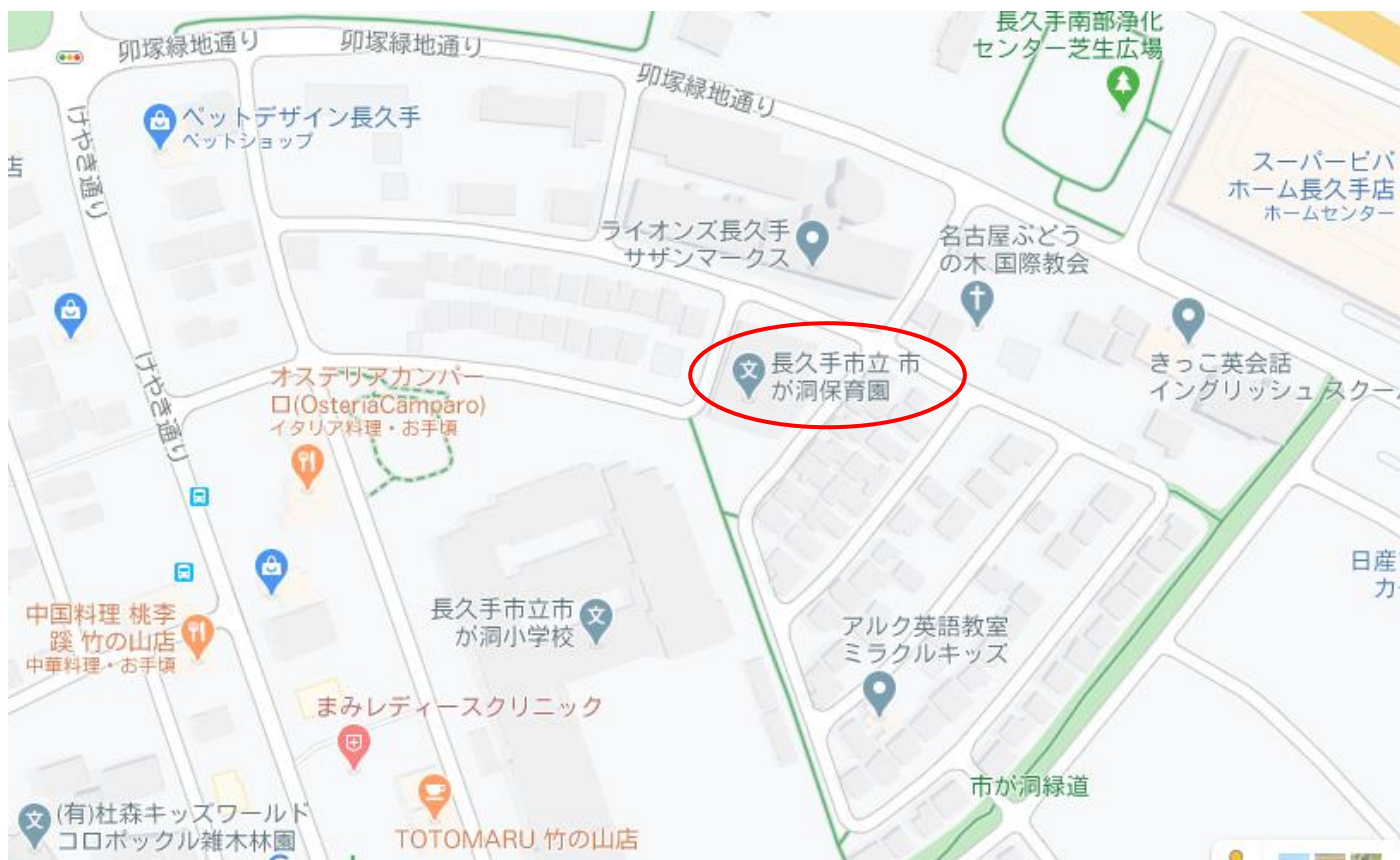 長久手南部浄化
センター芝生広場
卯塚緑地通り
卯塚緑地通り
卯塚緑地通り
けやき通り
ペットデザイン長久手
ペットショップ
店
スーパービバ
ホーム長久手店
ホームセンター
ライオンズ長久手
サザンマークス
名古屋ぶどう
の木 国際教会
長久手市立 市
が洞保育園
きっこ英会話
イングリッシュ スクー
けやき通り
オステリアカンパー
ロ(OsteriaCamparo)
イタリア料理・お手頃
日産
カー
中国料理 桃李
蹊 竹の山店
中華料理・お手頃
長久手市立市
が洞小学校
アルク英語教室
ミラクルキッズ
まみレディースクリニック
市が洞緑道
(有)杜森キッズワールド
コロボックル雑木林園
TOTOMARU 竹の山店